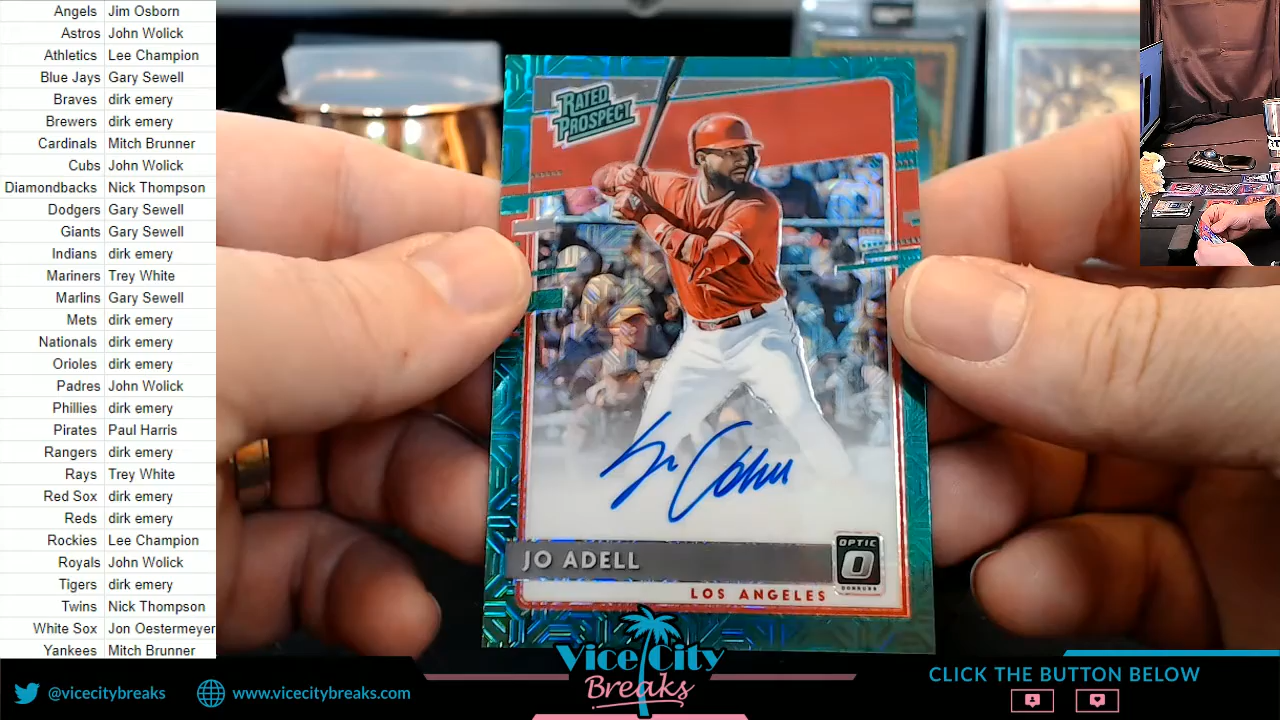 Angels Jim Osborn
Astros John Wolick
Athletics Lee Champion
Blue Jays Gary Sewell
Braves dirk emery
Brewers dirk emery
Cardinals Mitch Brunner
Cubs John Wolick
Diamondbacks Nick Thompson
Dodgers Gary Sewell
Giants Gary Sewell
Indians dirk emery
Mariners Trey White
Marlins Gary Sewell
Mets dirk emery
Nationals dirk emery
Orioles dirk emery
Padres John Wolick
Phillies dirk emery
Pirates Paul Harris
Rangers dirk emery
Rays Trey White
Red Sox dirk emery
Reds dirk emery
Rockies Lee Champion
Royals John Wolick
Tigers dirk emery
Twins Nick Thompson
White Sox Jon Oestermeyer
Yankees Mitch Brunner
RATED
PROSPECT
JO ADELL
OPTIC
O
DONRUSS
LOS ANGELES
Vice City
Breaks
@vicecitybreaks
www.vicecitybreaks.com
CLICK THE BUTTON BELOW